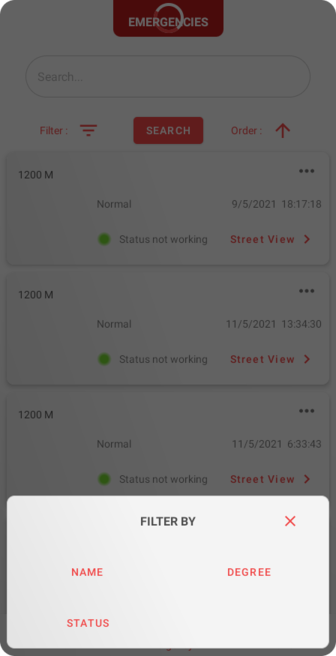 EMERGENCIES
Search...
Filter :
SEARCH
Order :
1200 M
Normal 9/5/2021 18:17:18
Status not working Street View
1200 M
Normal 11/5/2021 13:34:30
Status not working Street View
1200 M
Normal 11/5/2021 6:33:43
Status not working Street View
FILTER BY
NAME DEGREE
STATUS